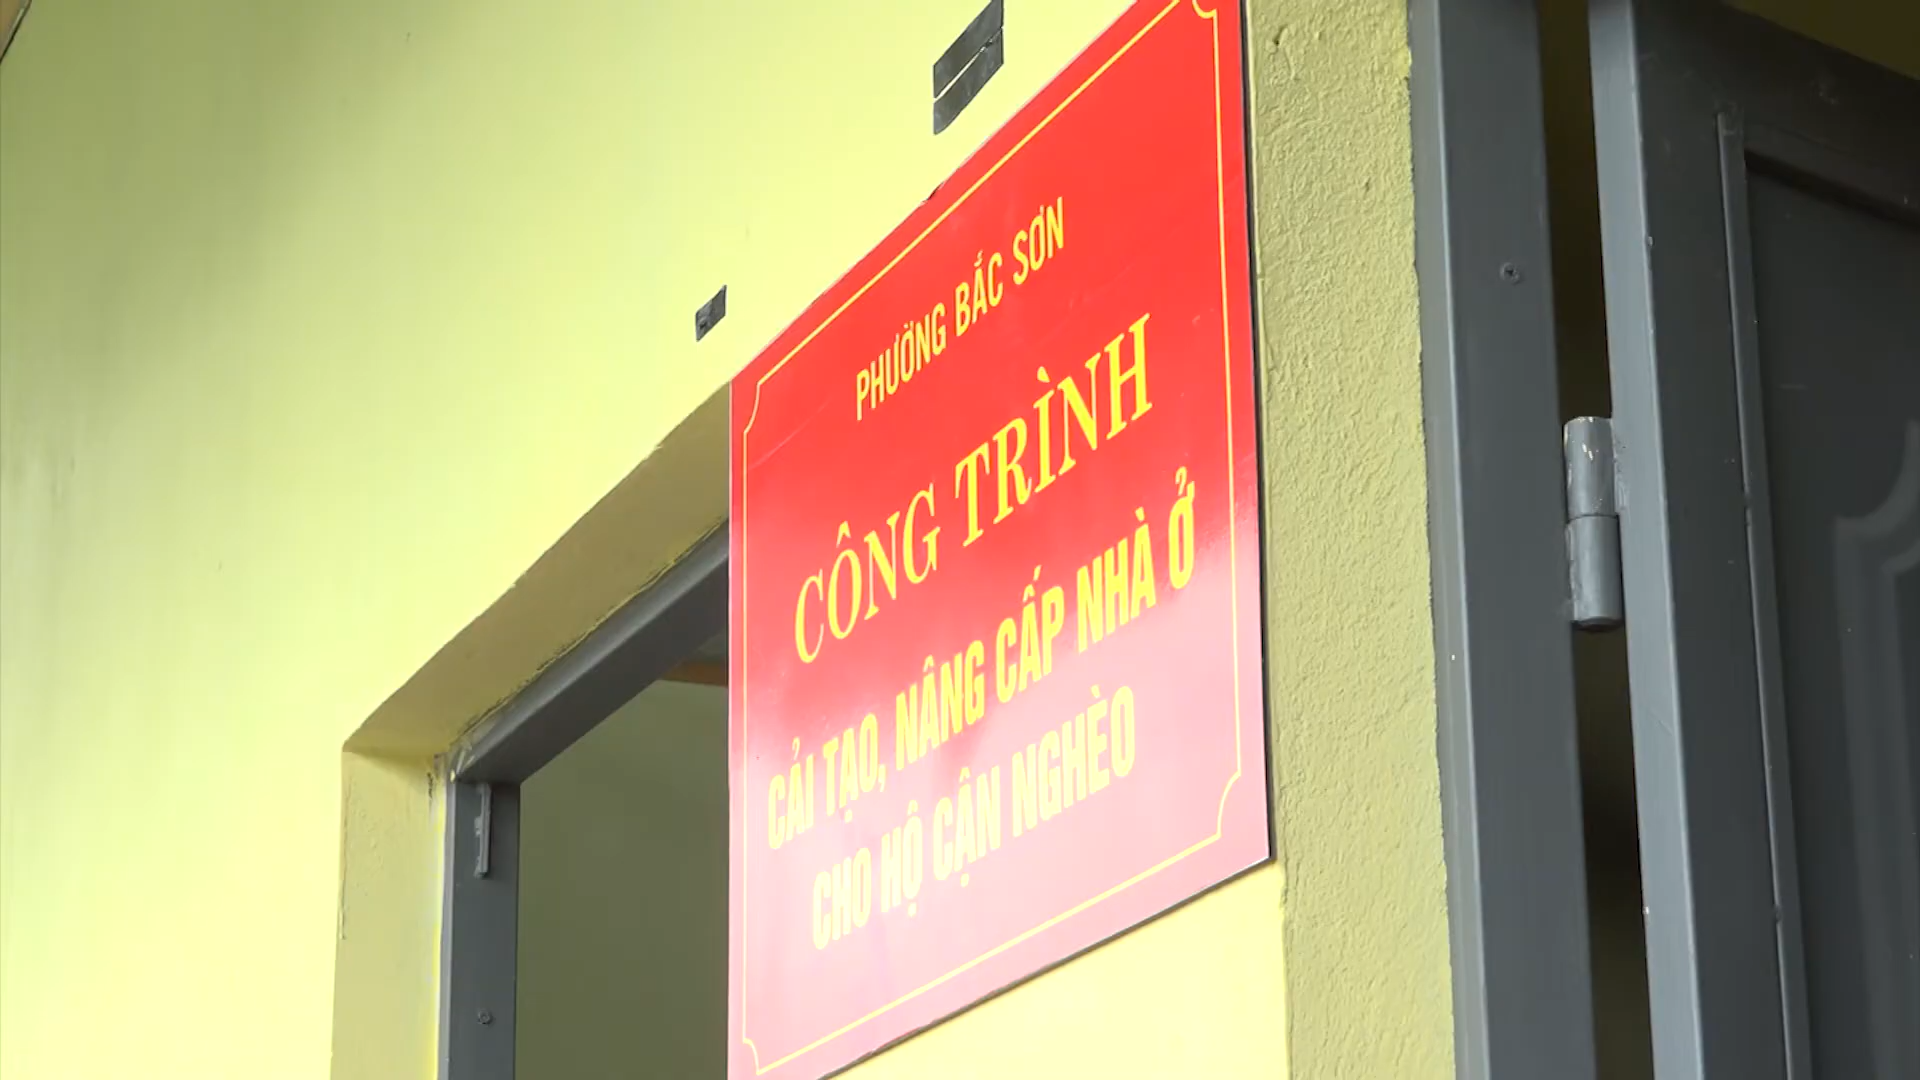 PHƯỜNG BẮC SƠN
CÔNG TRÌNH
CẢI TẠO, NÂNG CẤP NHÀ Ở
CHO HỘ CẬN NGHÈO